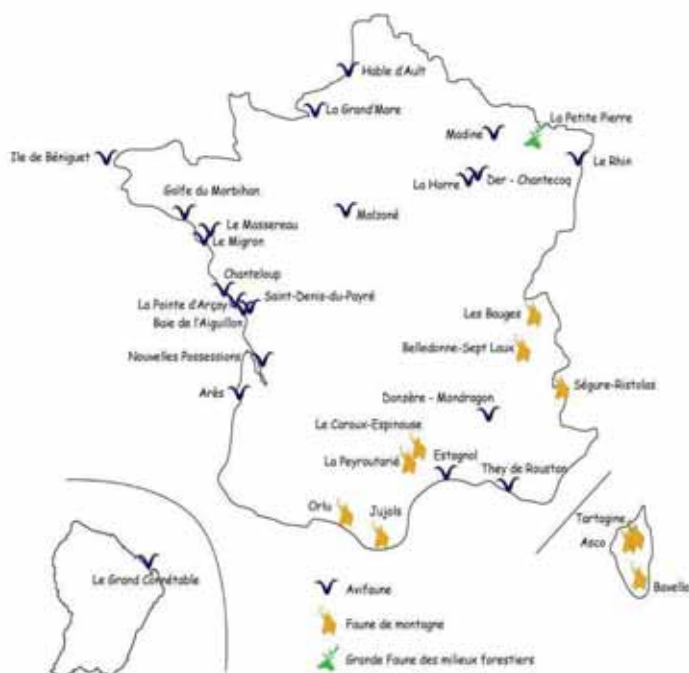 Hable d'Ault
La Grand'Mare
La Petite Pierre
Madine
Ile de Béniguet
Le Rhin
La Horre
Der - Chantecoq
Golfe du Morbihan
Malzoné
Le Massereau
Le Migron
Chanteloup
La Pointe d'Arçay
Saint-Denis-du-Payré
Baie de l'Aiguillon
Les Bauges
Belledonne-Sept Laux
Nouvelles Possessions
Ségure-Ristolas
Arès
Donzère - Mondragon
Le Caroux-Espinouse
La Peyroutarié
Estagnol
They de Roustan
Orlu
Jujols
Tartagine
Asco
Bavella
Le Grand Connétable
Avifaune
Faune de montagne
Grande Faune des milieux forestiers